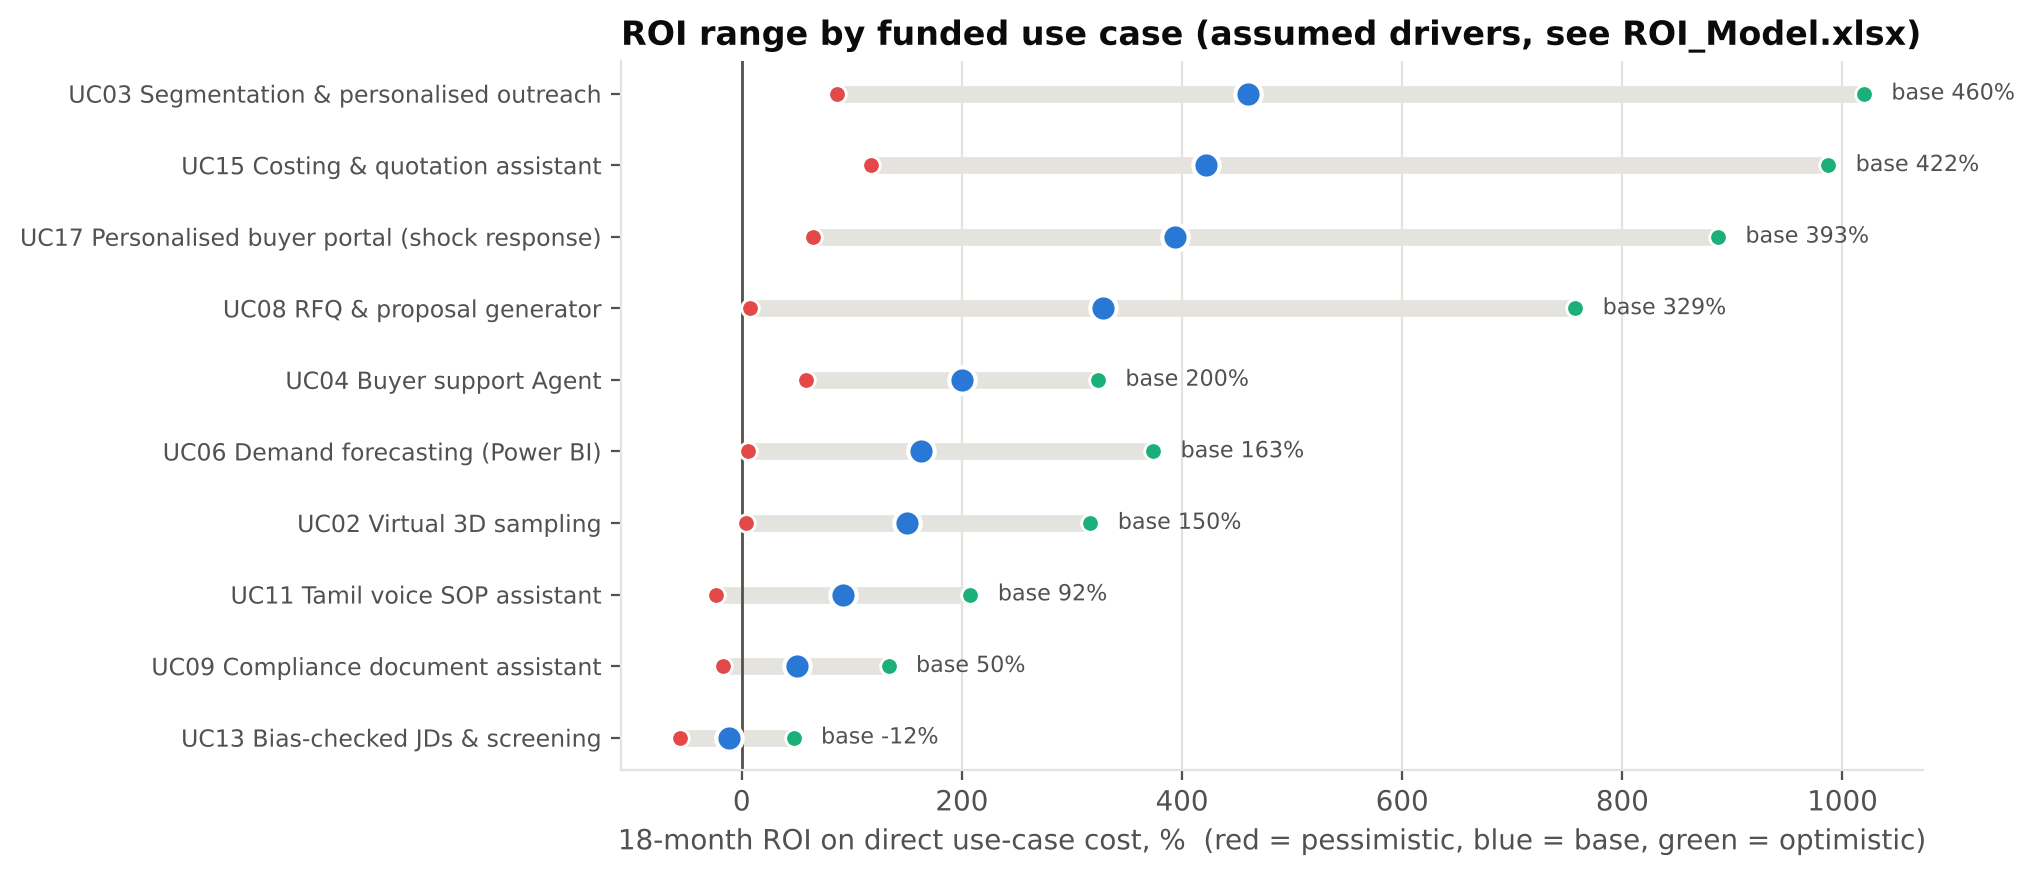 ROI range by funded use case (assumed drivers, see ROI_Model.xlsx)
UC03 Segmentation & personalised outreach
base 460%
UC15 Costing & quotation assistant
base 422%
UC17 Personalised buyer portal (shock response)
base 393%
UC08 RFQ & proposal generator
base 329%
UC04 Buyer support Agent
base 200%
UC06 Demand forecasting (Power BI)
base 163%
UC02 Virtual 3D sampling
base 150%
UC11 Tamil voice SOP assistant
base 92%
UC09 Compliance document assistant
base 50%
UC13 Bias-checked JDs & screening
base -12%
0 200 400 600 800 1000
18-month ROI on direct use-case cost, % (red = pessimistic, blue = base, green = optimistic)